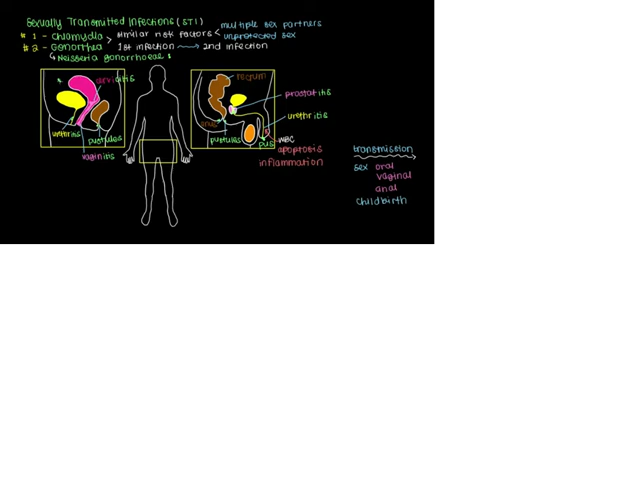 Sexually Transmitted Infections (STI)
#1 - Chlamydia > similar risk factors < multiple sex partners
unprotected sex
#2 - Gonorrhea 1st infection → 2nd infection
↳ Neisseria gonorrhoeae
cervicitis
urethritis
pustules
vaginitis
rectum
prostatitis
urethritis
anus
pustules
pus
WBC
apoptosis
inflammation
transmission
sex oral
vaginal
anal
childbirth